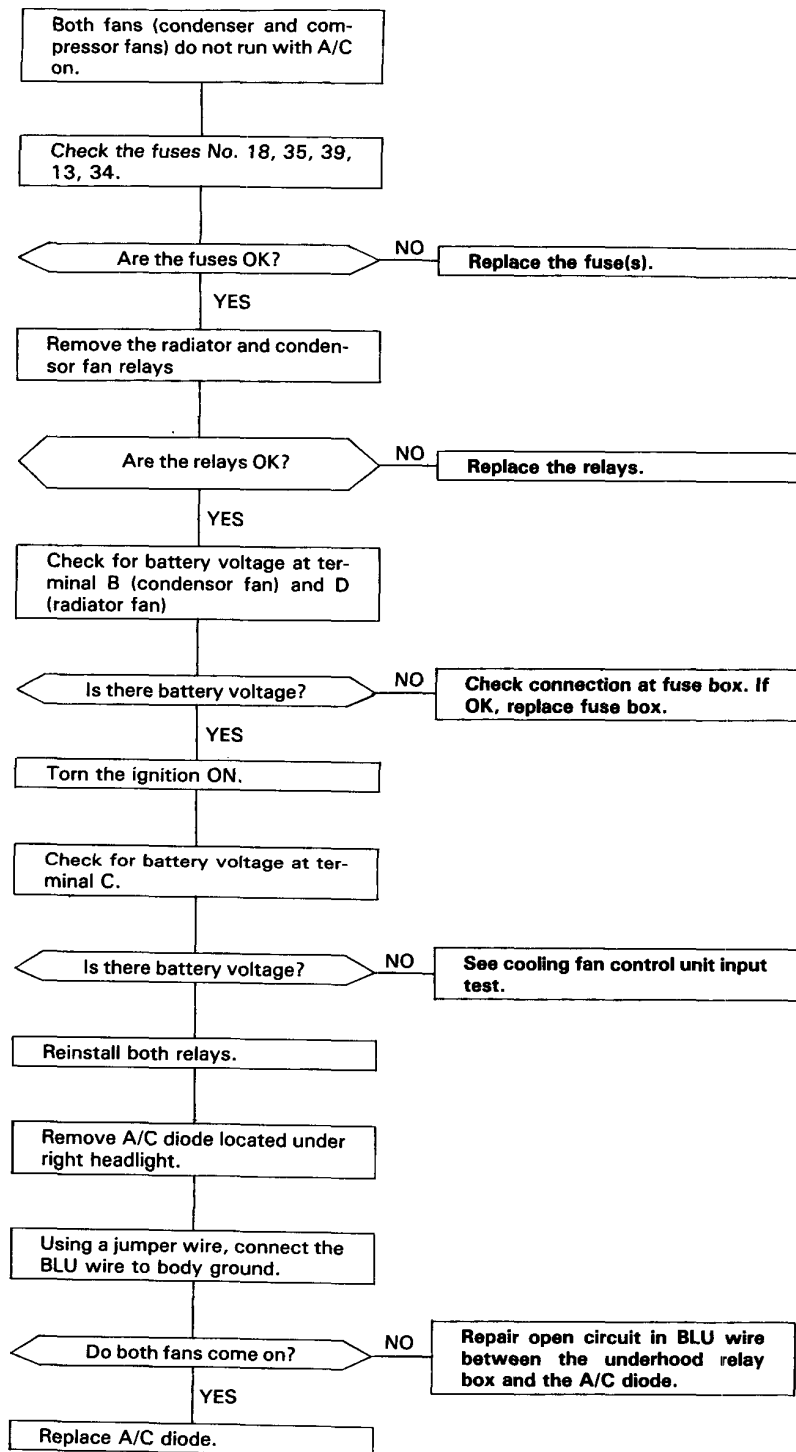 Both fans (condenser and com-
pressor fans) do not run with A/C
on.
Check the fuses No. 18, 35, 39,
13, 34.
Are the fuses OK?
NO
Replace the fuse(s).
YES
Remove the radiator and conden-
sor fan relays
Are the relays OK?
NO
Replace the relays.
YES
Check for battery voltage at ter-
minal B (condensor fan) and D
(radiator fan)
Is there battery voltage?
NO
Check connection at fuse box. If
OK, replace fuse box.
YES
Torn the ignition ON.
Check for battery voltage at ter-
minal C.
Is there battery voltage?
NO
See cooling fan control unit input
test.
Reinstall both relays.
Remove A/C diode located under
right headlight.
Using a jumper wire, connect the
BLU wire to body ground.
Do both fans come on?
NO
Repair open circuit in BLU wire
between the underhood relay
box and the A/C diode.
YES
Replace A/C diode.